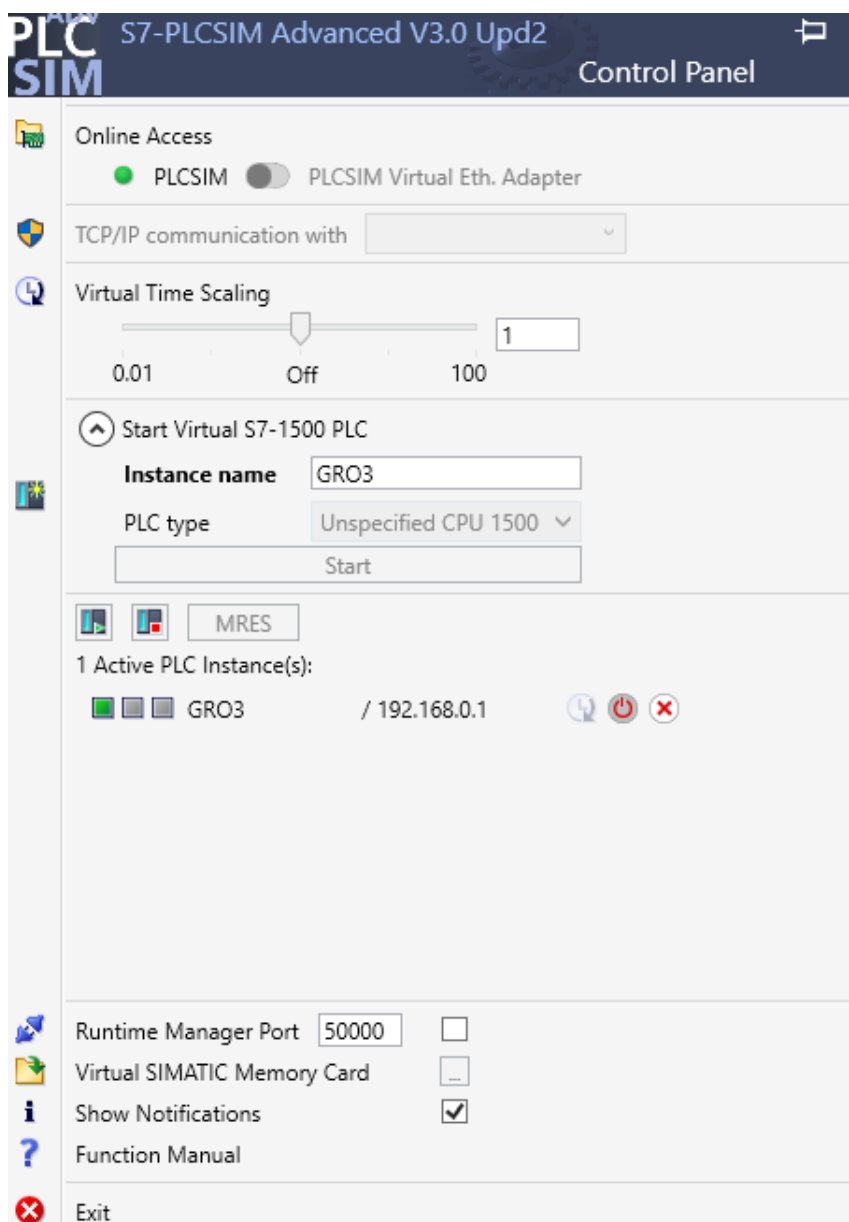 ADV
PLC
SIM
S7-PLCSIM Advanced V3.0 Upd2
Control Panel
Online Access
PLCSIM PLCSIM Virtual Eth. Adapter
TCP/IP communication with
Virtual Time Scaling
1
0.01 Off 100
Start Virtual S7-1500 PLC
Instance name GRO3
PLC type Unspecified CPU 1500
Start
MRES
1 Active PLC Instance(s):
GRO3 / 192.168.0.1
Runtime Manager Port 50000
Virtual SIMATIC Memory Card ...
Show Notifications
Function Manual
Exit